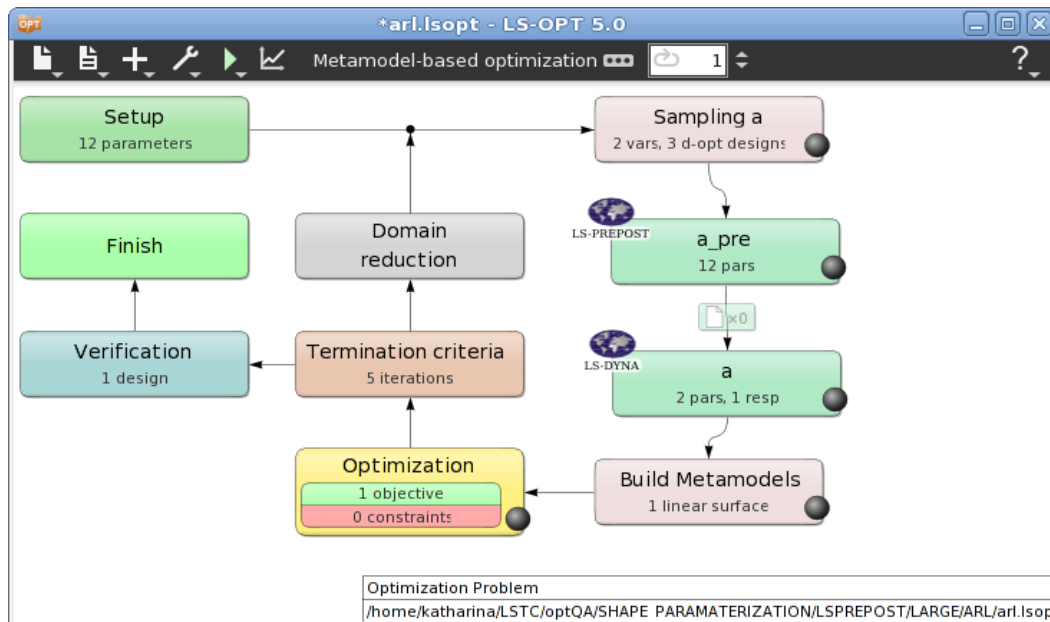 OPT
*arl.lsopt - LS-OPT 5.0
Metamodel-based optimization 1 ?
Setup
12 parameters
Sampling a
2 vars, 3 d-opt designs
LS-PREPOST
a_pre
12 pars
Finish
Domain
reduction
×0
Verification
1 design
Termination criteria
5 iterations
LS-DYNA
a
2 pars, 1 resp
Optimization
1 objective
0 constraints
Build Metamodels
1 linear surface
Optimization Problem
/home/katharina/LSTC/optQA/SHAPE_PARAMATERIZATION/LSPREPOST/LARGE/ARL/arl.lsop